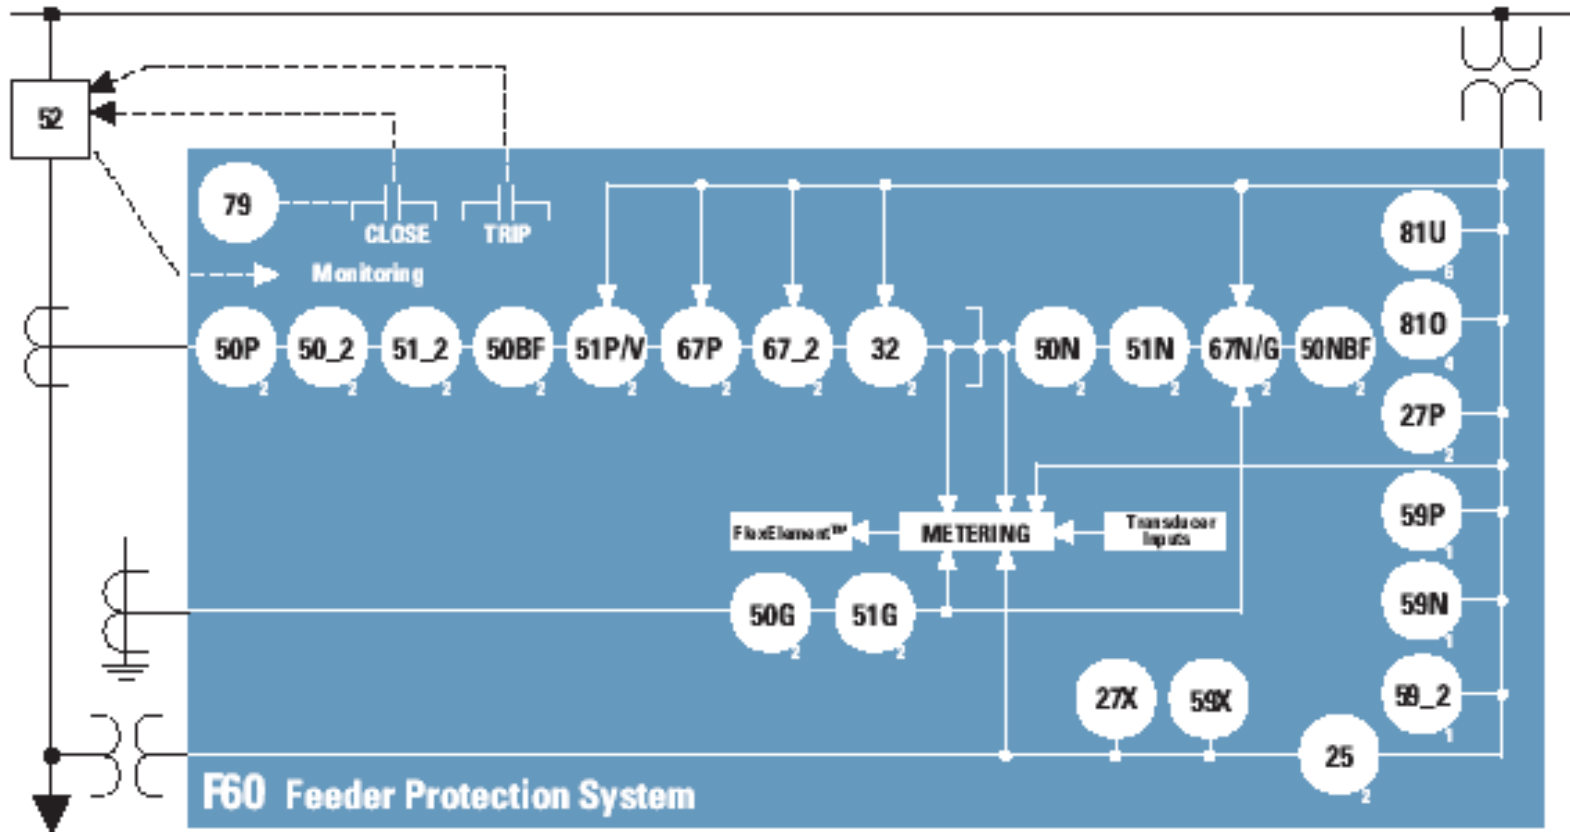 52
79
CLOSE
TRIP
Monitoring
81U
6
81O
4
50P
2
50_2
2
51_2
2
50BF
2
51P/V
2
67P
2
67_2
2
32
2
50N
2
51N
2
67N/G
2
50NBF
2
27P
2
FlexElement™
METERING
Transducer
Inputs
59P
1
50G
2
51G
2
59N
1
27X
59X
59_2
1
25
2
F60 Feeder Protection System